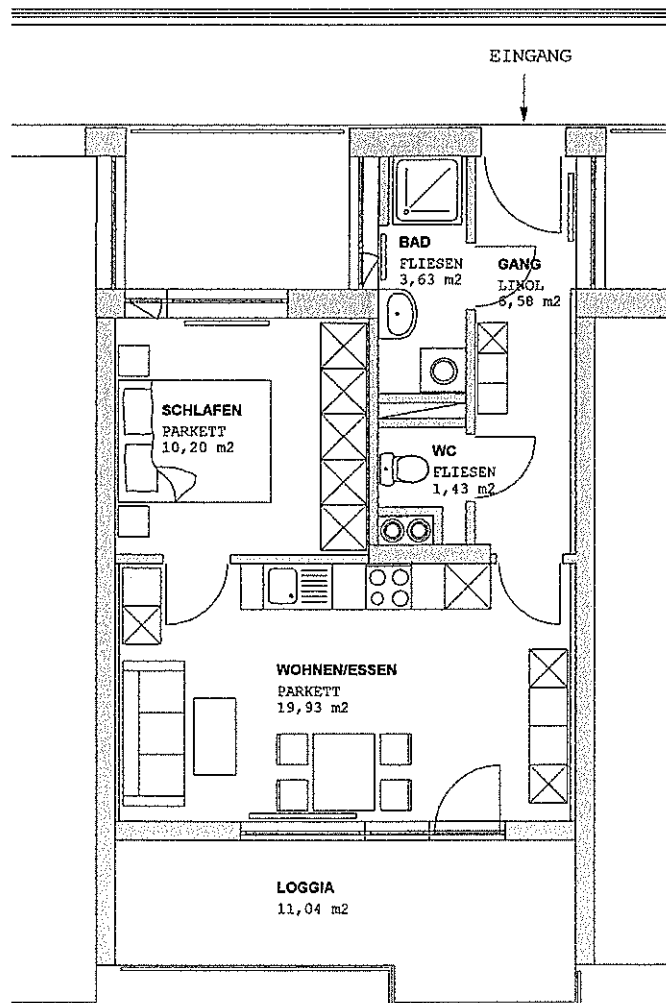 EINGANG
BAD
FLIESEN
3,63 m2
GANG
LINOL
6,58 m2
SCHLAFEN
PARKETT
10,20 m2
WC
FLIESEN
1,43 m2
WOHNEN/ESSEN
PARKETT
19,93 m2
LOGGIA
11,04 m2